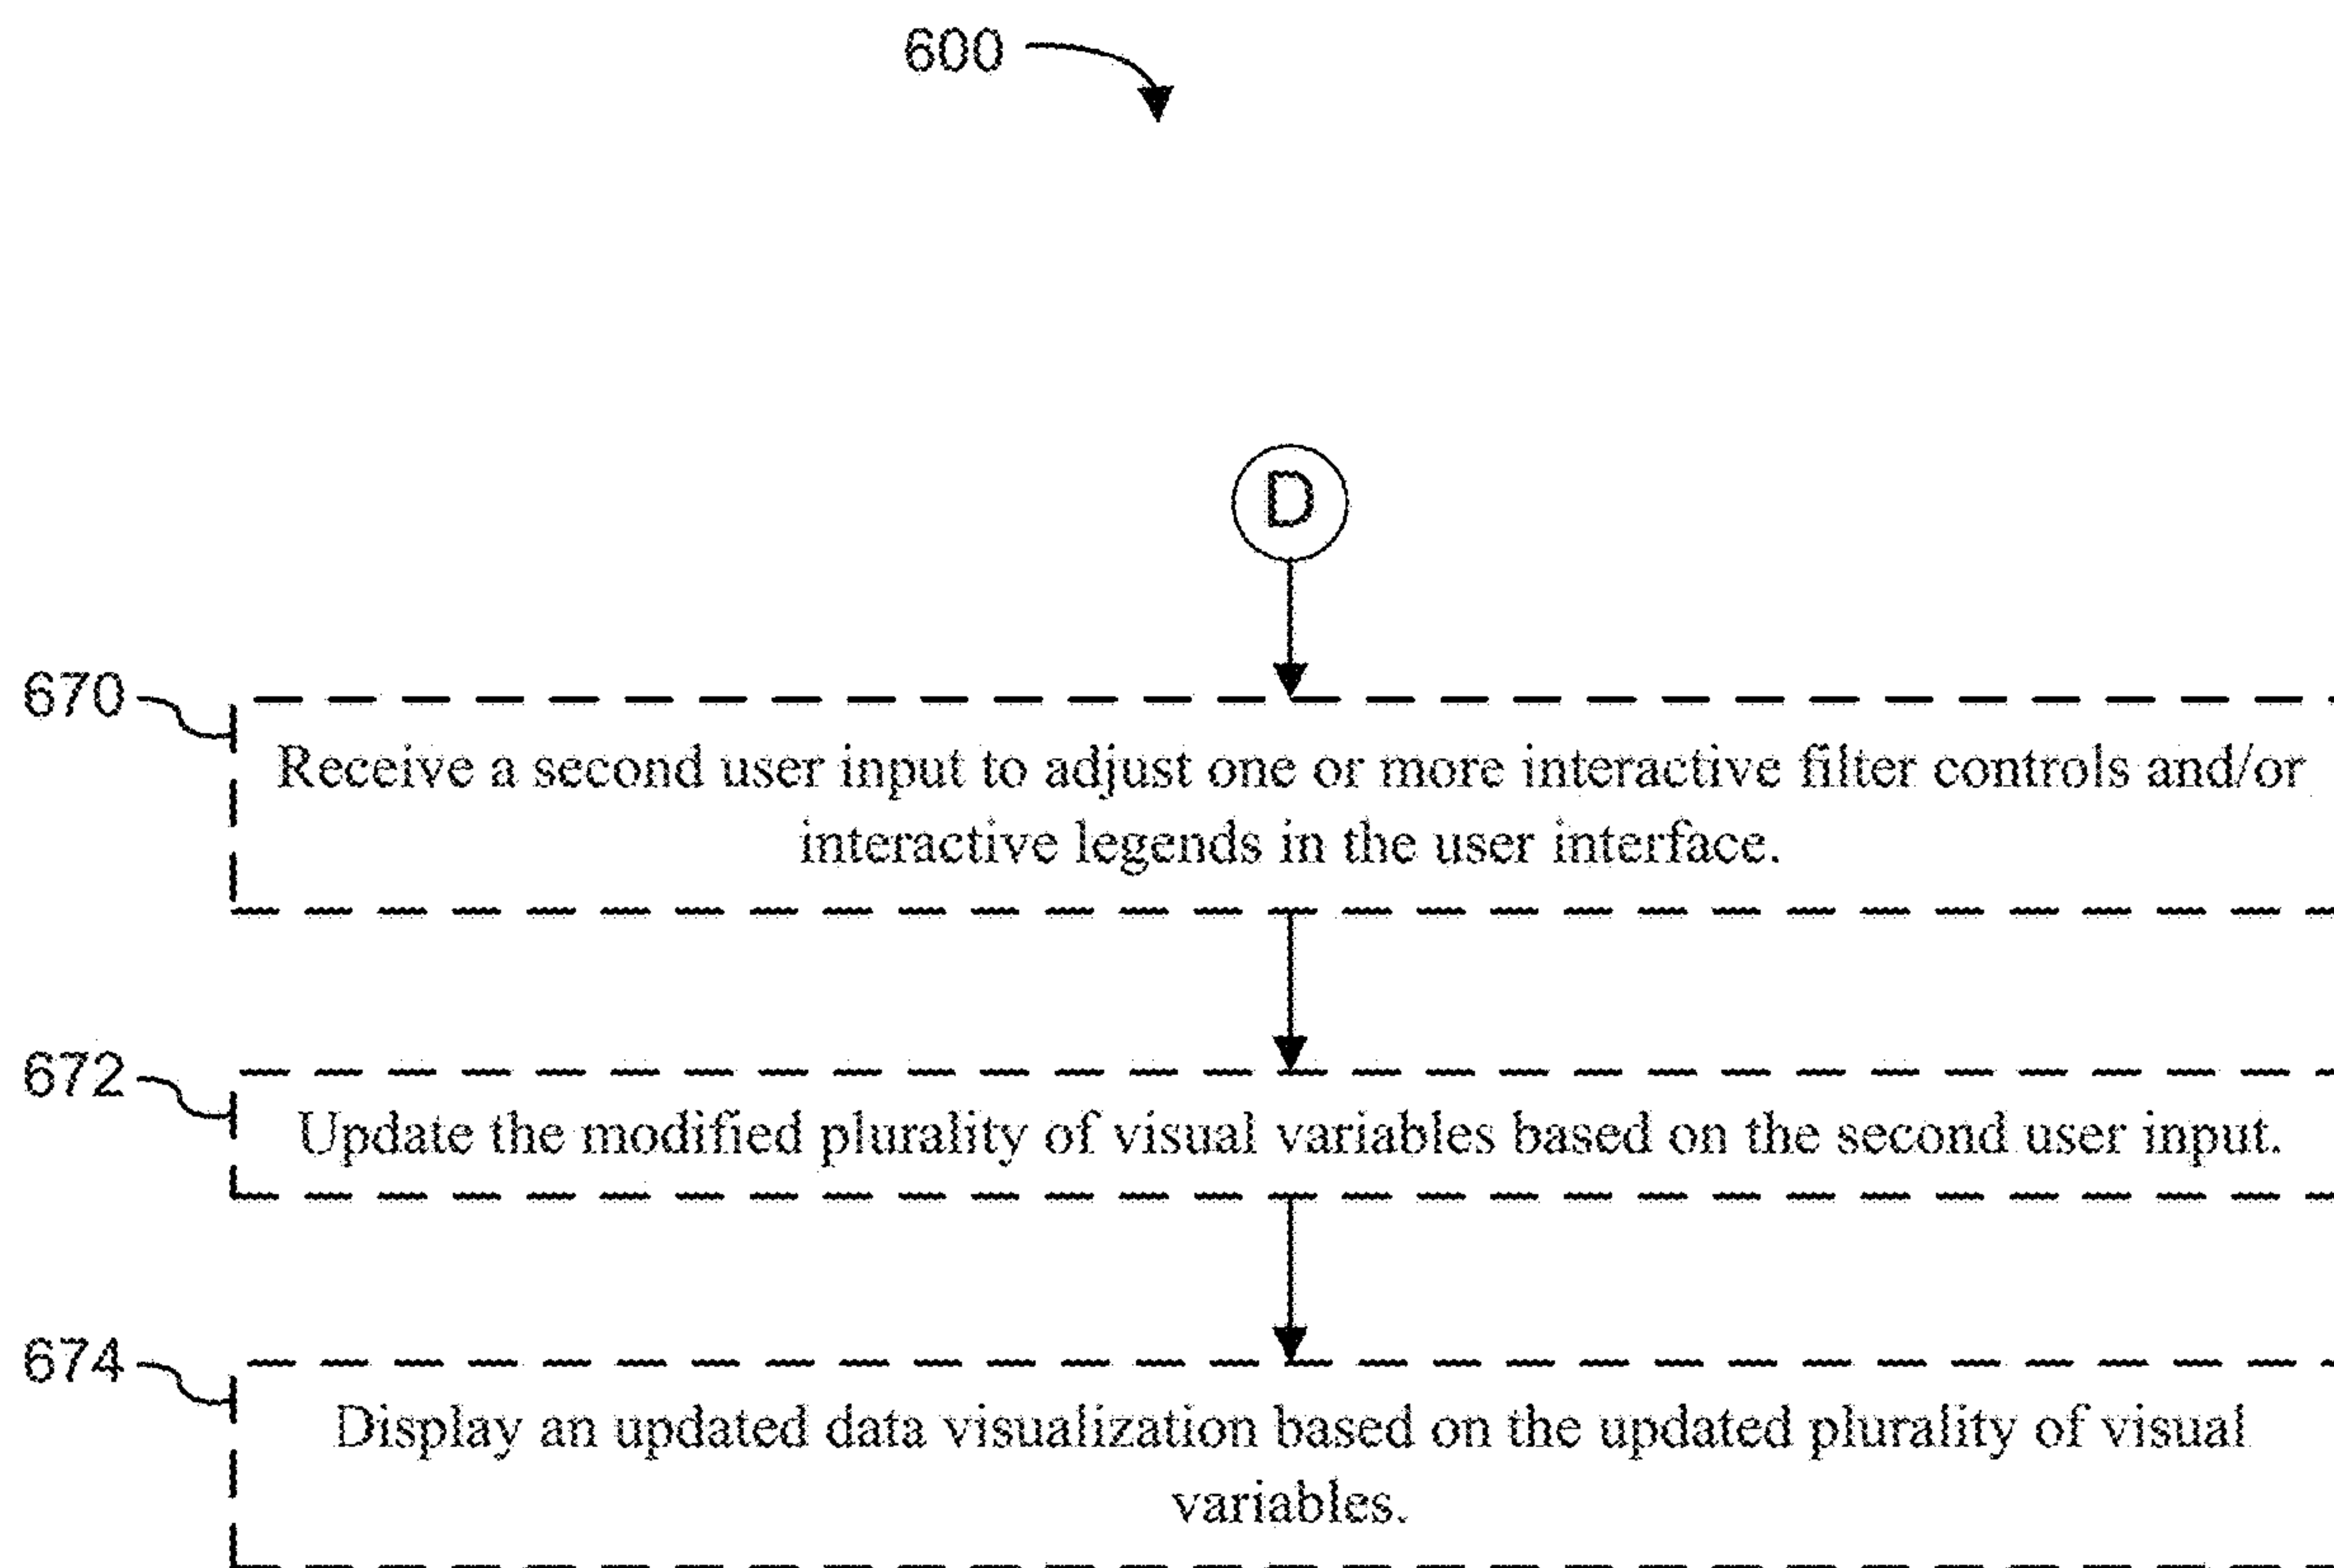 600
D
670
Receive a second user input to adjust one or more interactive filter controls and/or
interactive legends in the user interface.
672
Update the modified plurality of visual variables based on the second user input.
674
Display an updated data visualization based on the updated plurality of visual
variables.